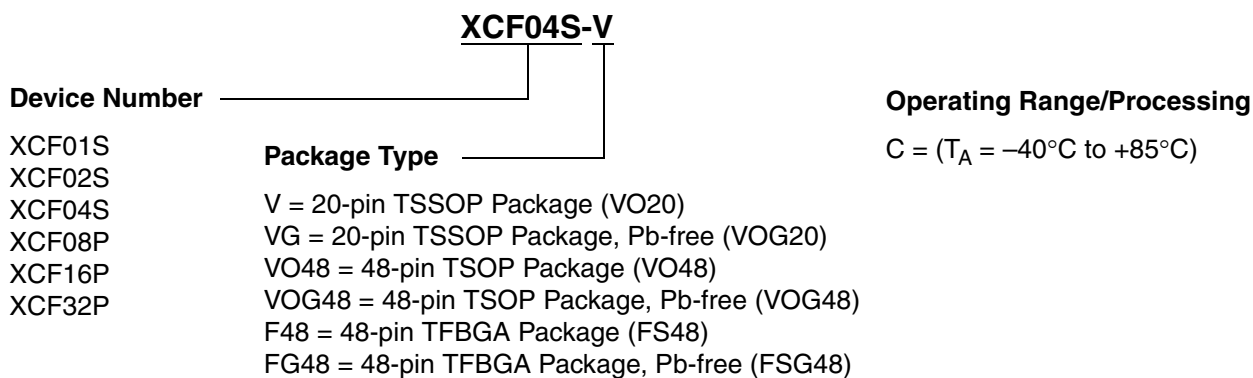 XCF04S-V
Device Number
XCF01S
XCF02S
XCF04S
XCF08P
XCF16P
XCF32P
Package Type
V = 20-pin TSSOP Package (VO20)
VG = 20-pin TSSOP Package, Pb-free (VOG20)
VO48 = 48-pin TSOP Package (VO48)
VOG48 = 48-pin TSOP Package, Pb-free (VOG48)
F48 = 48-pin TFBGA Package (FS48)
FG48 = 48-pin TFBGA Package, Pb-free (FSG48)
Operating Range/Processing
C = (TA = –40°C to +85°C)